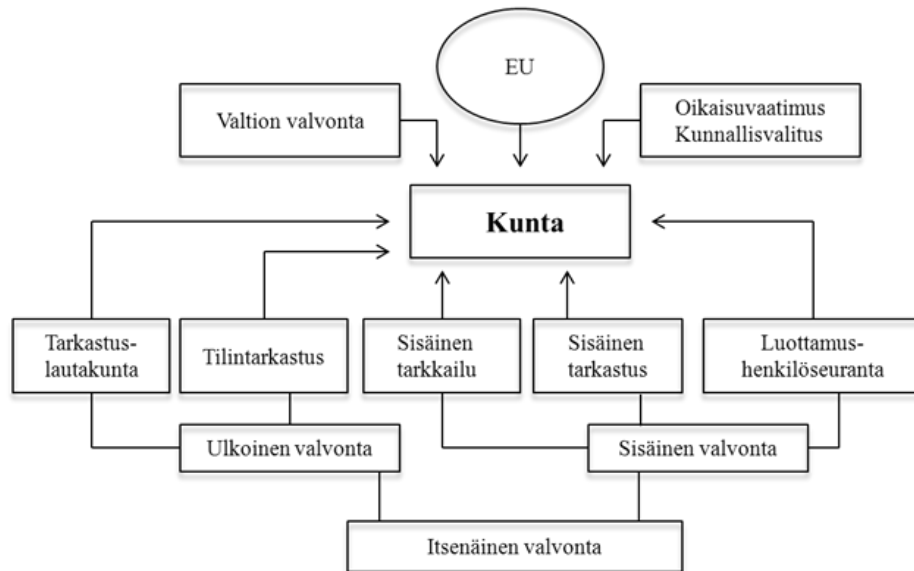 EU
Valtion valvonta
Oikaisuvaatimus
Kunnallisvalitus
Kunta
Tarkastus-
lautakunta
Tilintarkastus
Sisäinen
tarkkailu
Sisäinen
tarkastus
Luottamus-
henkilöseuranta
Ulkoinen valvonta
Sisäinen valvonta
Itsenäinen valvonta